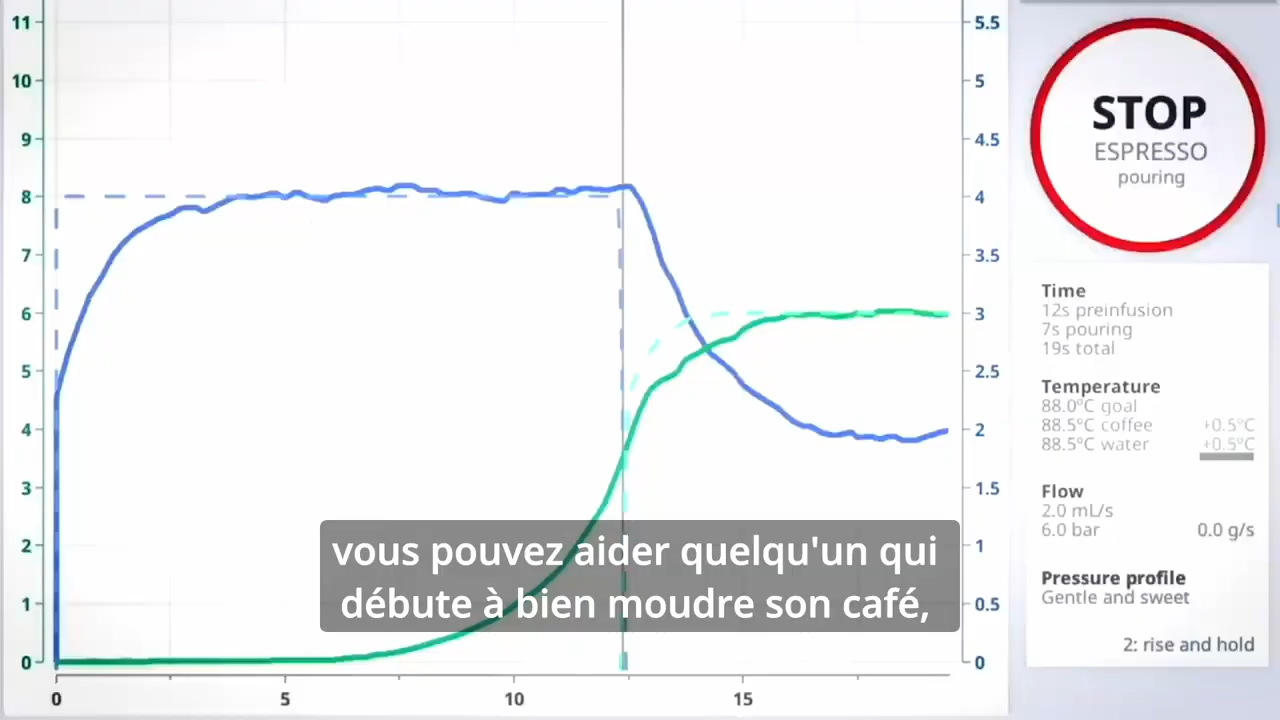 11
10
9
8
7
6
5
4
3
2
1
0
5.5
5
4.5
4
3.5
3
2.5
2
1.5
1
0.5
0
0
5
10
15
STOP
ESPRESSO
pouring
Time
12s preinfusion
7s pouring
19s total
Temperature
88.0°C goal
88.5°C coffee +0.5°C
88.5°C water +0.5°C
Flow
2.0 mL/s
6.0 bar 0.0 g/s
Pressure profile
Gentle and sweet
2: rise and hold
vous pouvez aider quelqu'un qui
débute à bien moudre son café,